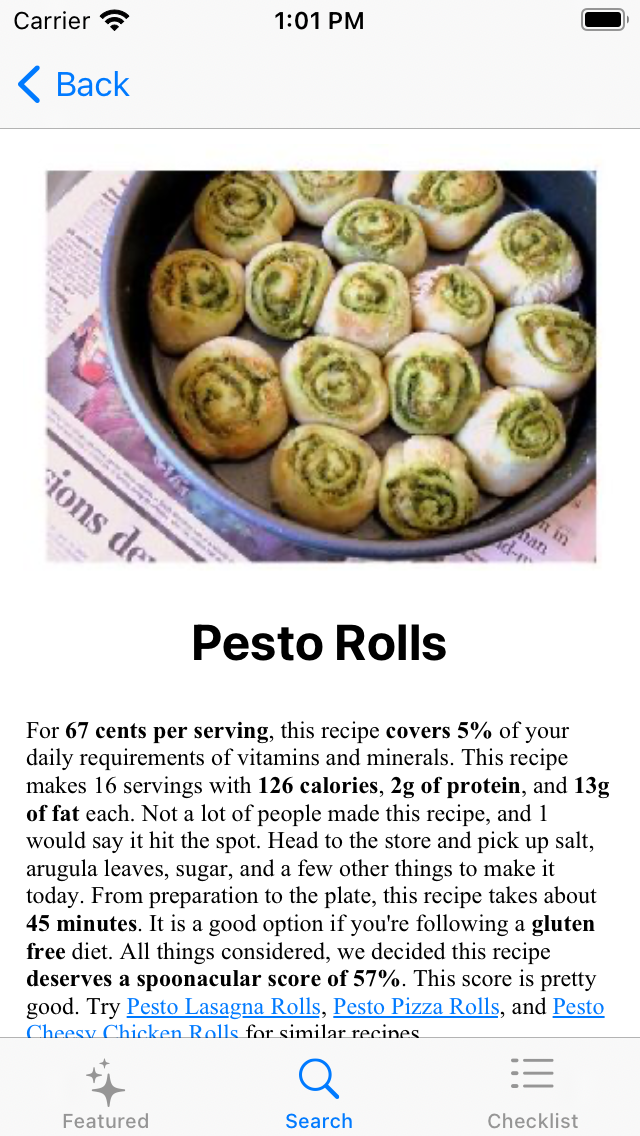 Carrier 1:01 PM
Back
sions de
Pesto Rolls
For 67 cents per serving, this recipe covers 5% of your
daily requirements of vitamins and minerals. This recipe
makes 16 servings with 126 calories, 2g of protein, and 13g
of fat each. Not a lot of people made this recipe, and 1
would say it hit the spot. Head to the store and pick up salt,
arugula leaves, sugar, and a few other things to make it
today. From preparation to the plate, this recipe takes about
45 minutes. It is a good option if you're following a gluten
free diet. All things considered, we decided this recipe
deserves a spoonacular score of 57%. This score is pretty
good. Try Pesto Lasagna Rolls, Pesto Pizza Rolls, and Pesto
Cheesy Chicken Rolls for similar recipes.
Featured Search Checklist